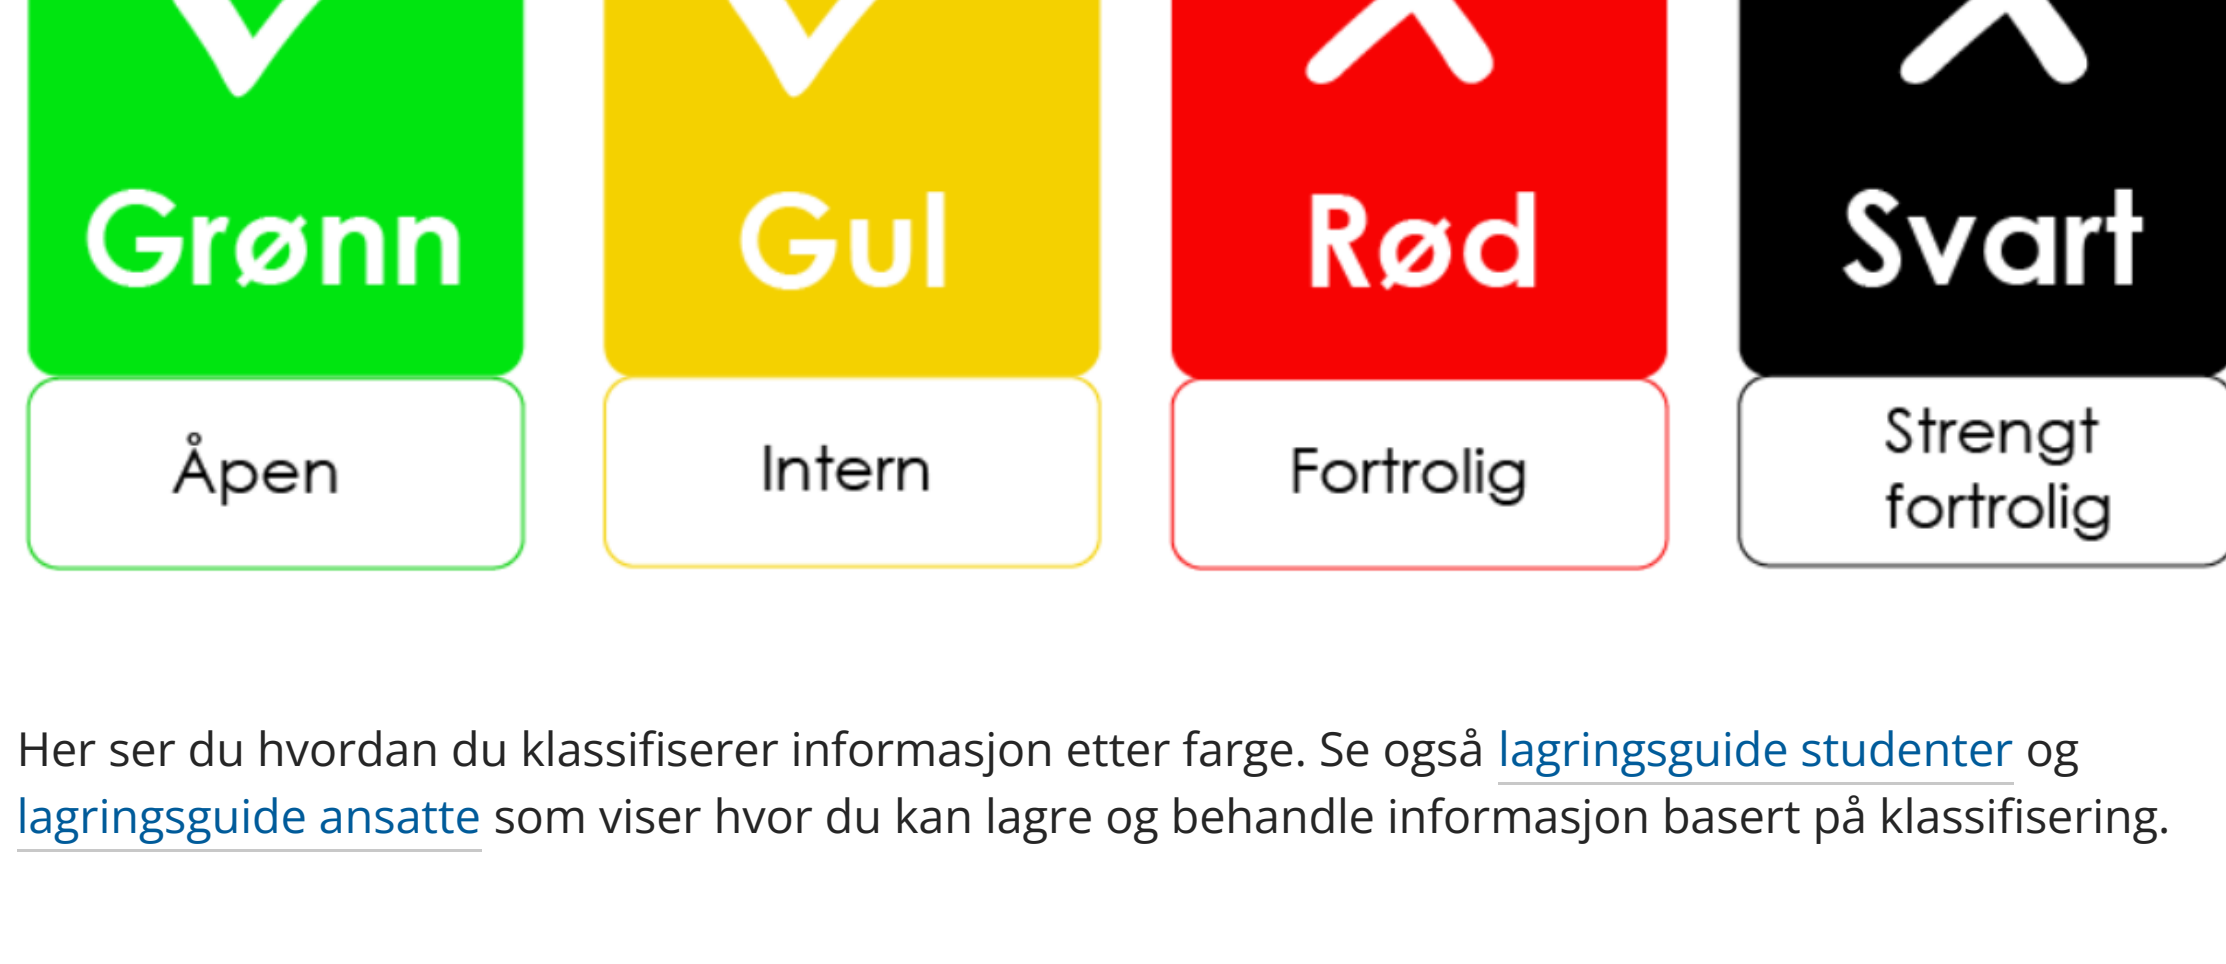 Grønn
Gul
Rød
Svart
Åpen
Intern
Fortrolig
Strengt
fortrolig
Her ser du hvordan du klassifiserer informasjon etter farge. Se også lagringsguide studenter og
lagringsguide ansatte som viser hvor du kan lagre og behandle informasjon basert på klassifisering.